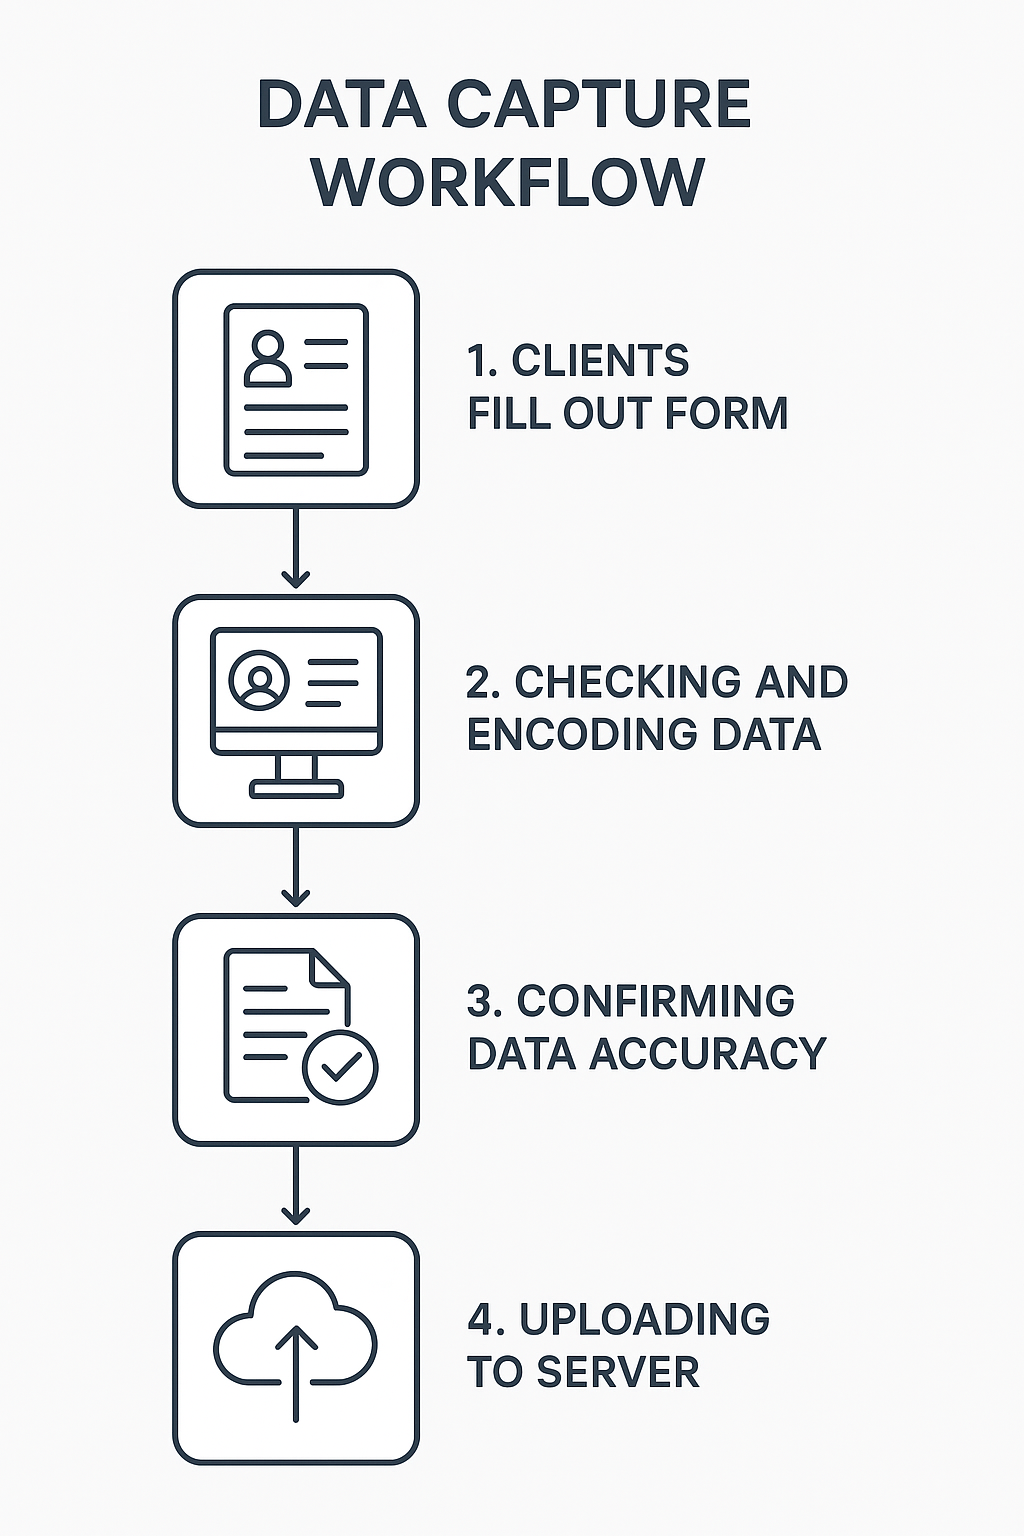 DATA CAPTURE
WORKFLOW
1. CLIENTS
FILL OUT FORM
2. CHECKING AND
ENCODING DATA
3. CONFIRMING
DATA ACCURACY
4. UPLOADING
TO SERVER